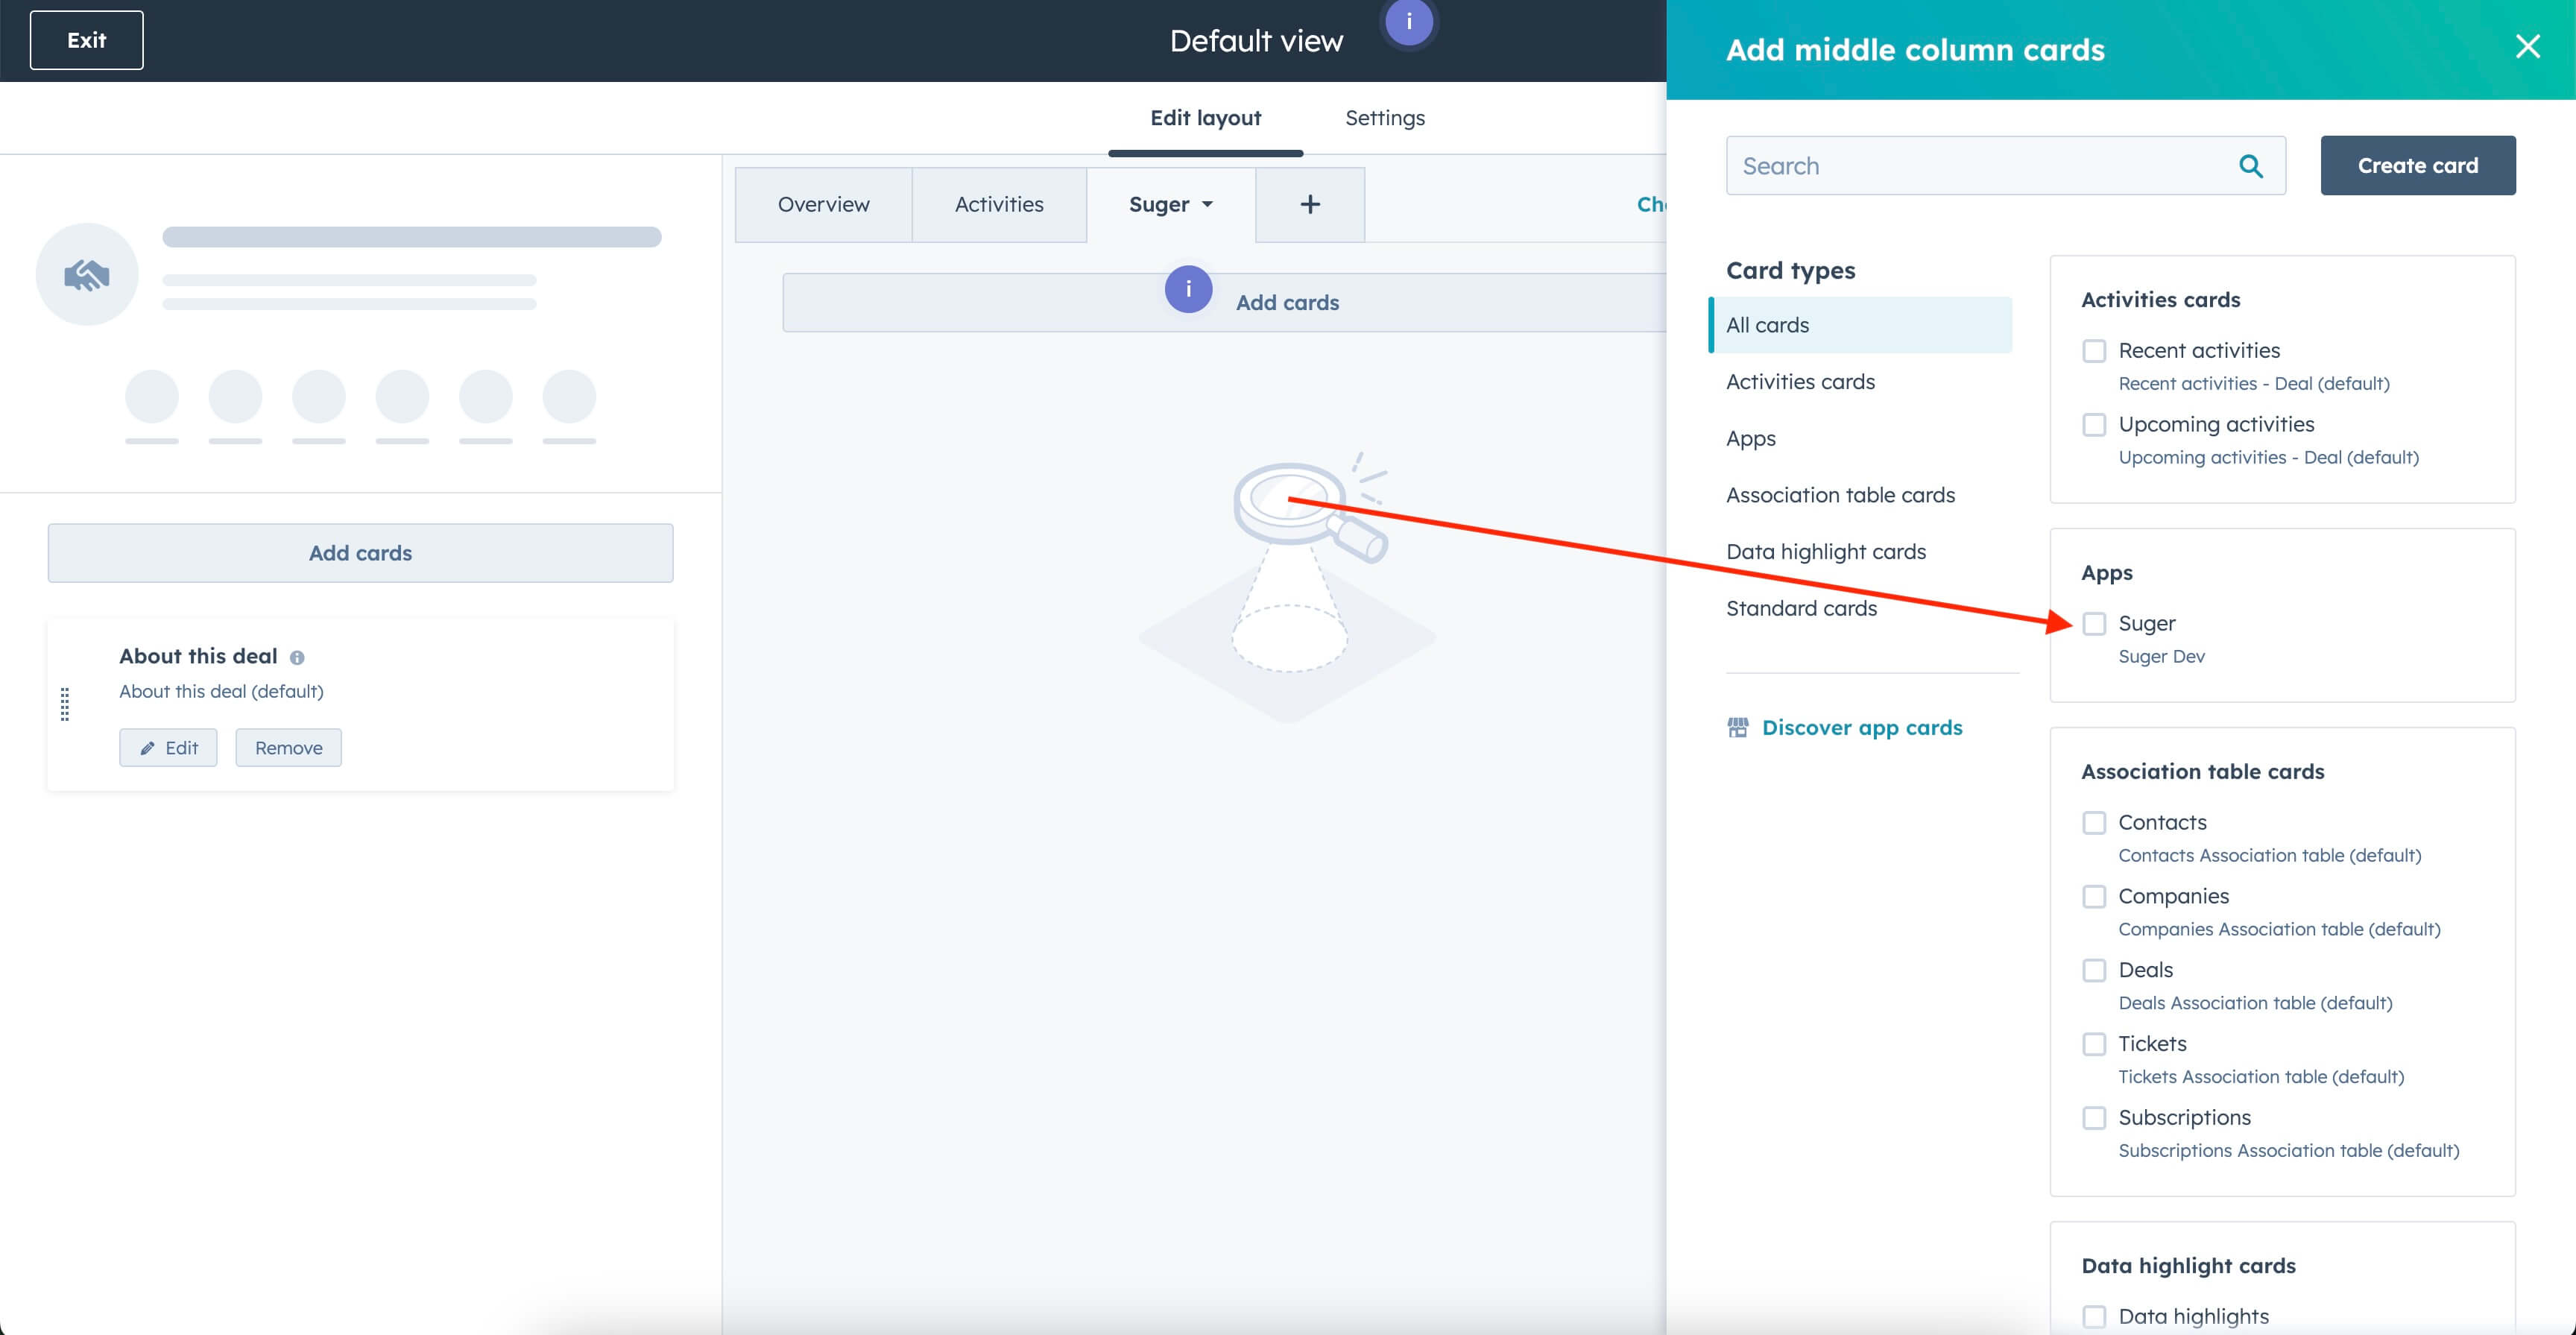 Exit
Default view
i
Add middle column cards
Edit layout
Settings
Search
Create card
Overview
Activities
Suger
+
i
Add cards
Add cards
About this deal
About this deal (default)
Edit
Remove
Card types
All cards
Activities cards
Apps
Association table cards
Data highlight cards
Standard cards
Discover app cards
Activities cards
Recent activities
Recent activities - Deal (default)
Upcoming activities
Upcoming activities - Deal (default)
Apps
Suger
Suger Dev
Association table cards
Contacts
Contacts Association table (default)
Companies
Companies Association table (default)
Deals
Deals Association table (default)
Tickets
Tickets Association table (default)
Subscriptions
Subscriptions Association table (default)
Data highlight cards
Data highlights